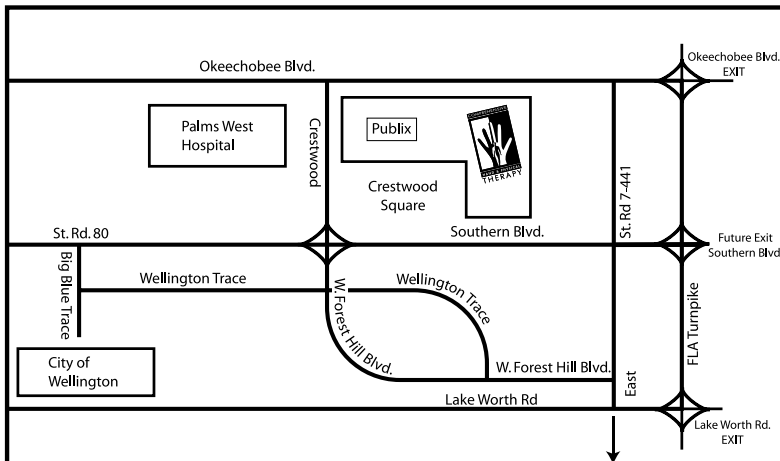 Okeechobee Blvd.
Okeechobee Blvd.
EXIT
Palms West
Hospital
Crestwood
Publix
THERAPY
Crestwood
Square
St. Rd 7-441
St. Rd. 80
Southern Blvd.
Future Exit
Southern Blvd
Big Blue Trace
Wellington Trace
Wellington Trace
W. Forest Hill Blvd.
W. Forest Hill Blvd.
FLA Turnpike
City of
Wellington
East
Lake Worth Rd
Lake Worth Rd.
EXIT